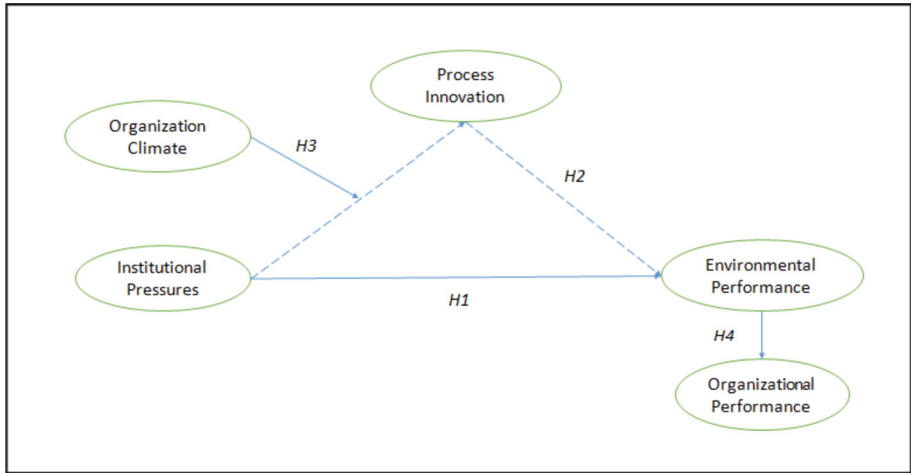 Process
Innovation
Organization
Climate
H3
H2
Institutional
Pressures
Environmental
Performance
H1
H4
Organizational
Performance